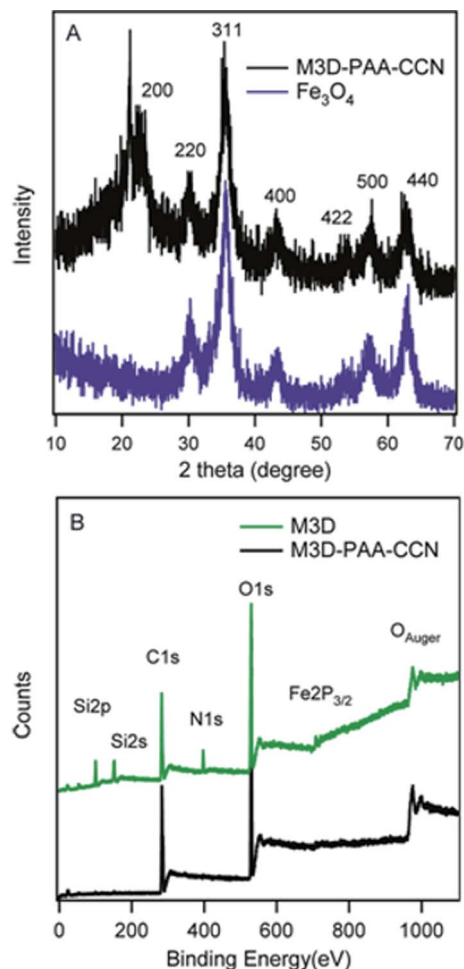 A
311
M3D-PAA-CCN
Fe₃O₄
200
220
400
422
500
440
Intensity
10 20 30 40 50 60 70
2 theta (degree)
B
M3D
M3D-PAA-CCN
O1s
C1s
O_Auger
Si2p
Si2s
N1s
Fe2P₃/₂
Counts
0 200 400 600 800 1000
Binding Energy(eV)